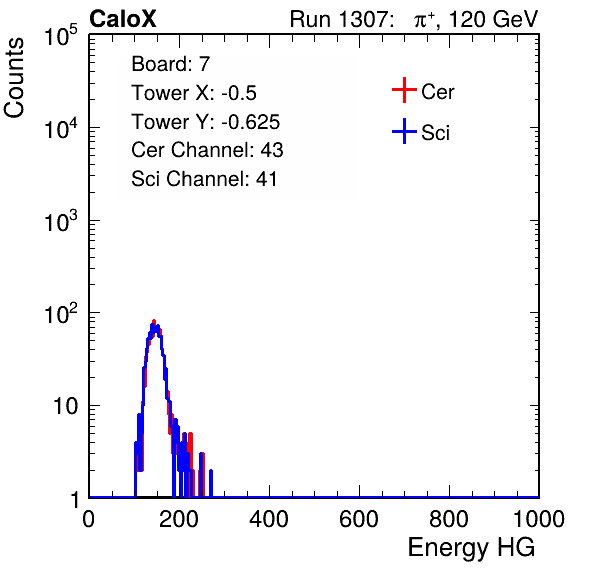 CaloX Run 1307: π⁺, 120 GeV
Board: 7
Tower X: -0.5
Tower Y: -0.625
Cer Channel: 43
Sci Channel: 41
Cer
Sci
Counts
10⁵
10⁴
10³
10²
10
1
0 200 400 600 800 1000
Energy HG